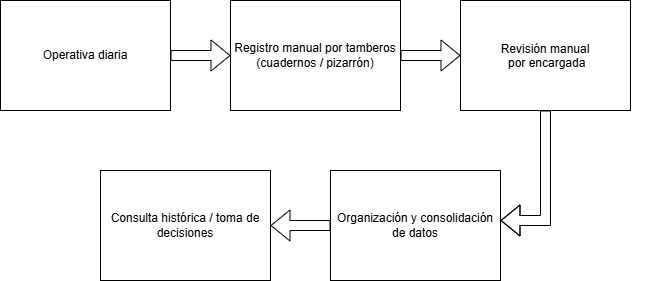 Operativa diaria
Registro manual por tamberos
(cuadernos / pizarrón)
Revisión manual
por encargada
Consulta histórica / toma de
decisiones
Organización y consolidación
de datos